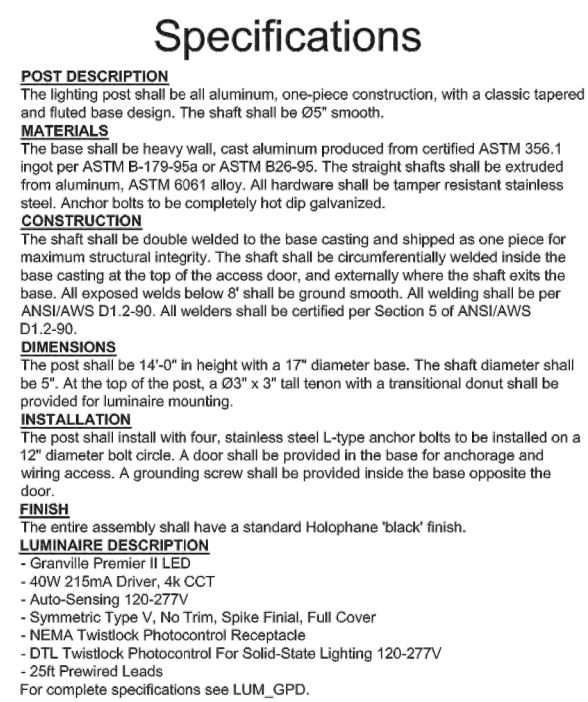 Specifications
POST DESCRIPTION
The lighting post shall be all aluminum, one-piece construction, with a classic tapered
and fluted base design. The shaft shall be Ø5" smooth.
MATERIALS
The base shall be heavy wall, cast aluminum produced from certified ASTM 356.1
ingot per ASTM B-179-95a or ASTM B26-95. The straight shafts shall be extruded
from aluminum, ASTM 6061 alloy. All hardware shall be tamper resistant stainless
steel. Anchor bolts to be completely hot dip galvanized.
CONSTRUCTION
The shaft shall be double welded to the base casting and shipped as one piece for
maximum structural integrity. The shaft shall be circumferentially welded inside the
base casting at the top of the access door, and externally where the shaft exits the
base. All exposed welds below 8' shall be ground smooth. All welding shall be per
ANSI/AWS D1.2-90. All welders shall be certified per Section 5 of ANSI/AWS
D1.2-90.
DIMENSIONS
The post shall be 14'-0" in height with a 17" diameter base. The shaft diameter shall
be 5". At the top of the post, a Ø3" x 3" tall tenon with a transitional donut shall be
provided for luminaire mounting.
INSTALLATION
The post shall install with four, stainless steel L-type anchor bolts to be installed on a
12" diameter bolt circle. A door shall be provided in the base for anchorage and
wiring access. A grounding screw shall be provided inside the base opposite the
door.
FINISH
The entire assembly shall have a standard Holophane 'black' finish.
LUMINAIRE DESCRIPTION
- Granville Premier II LED
- 40W 215mA Driver, 4k CCT
- Auto-Sensing 120-277V
- Symmetric Type V, No Trim, Spike Finial, Full Cover
- NEMA Twistlock Photocontrol Receptacle
- DTL Twistlock Photocontrol For Solid-State Lighting 120-277V
- 25ft Prewired Leads
For complete specifications see LUM_GPD.